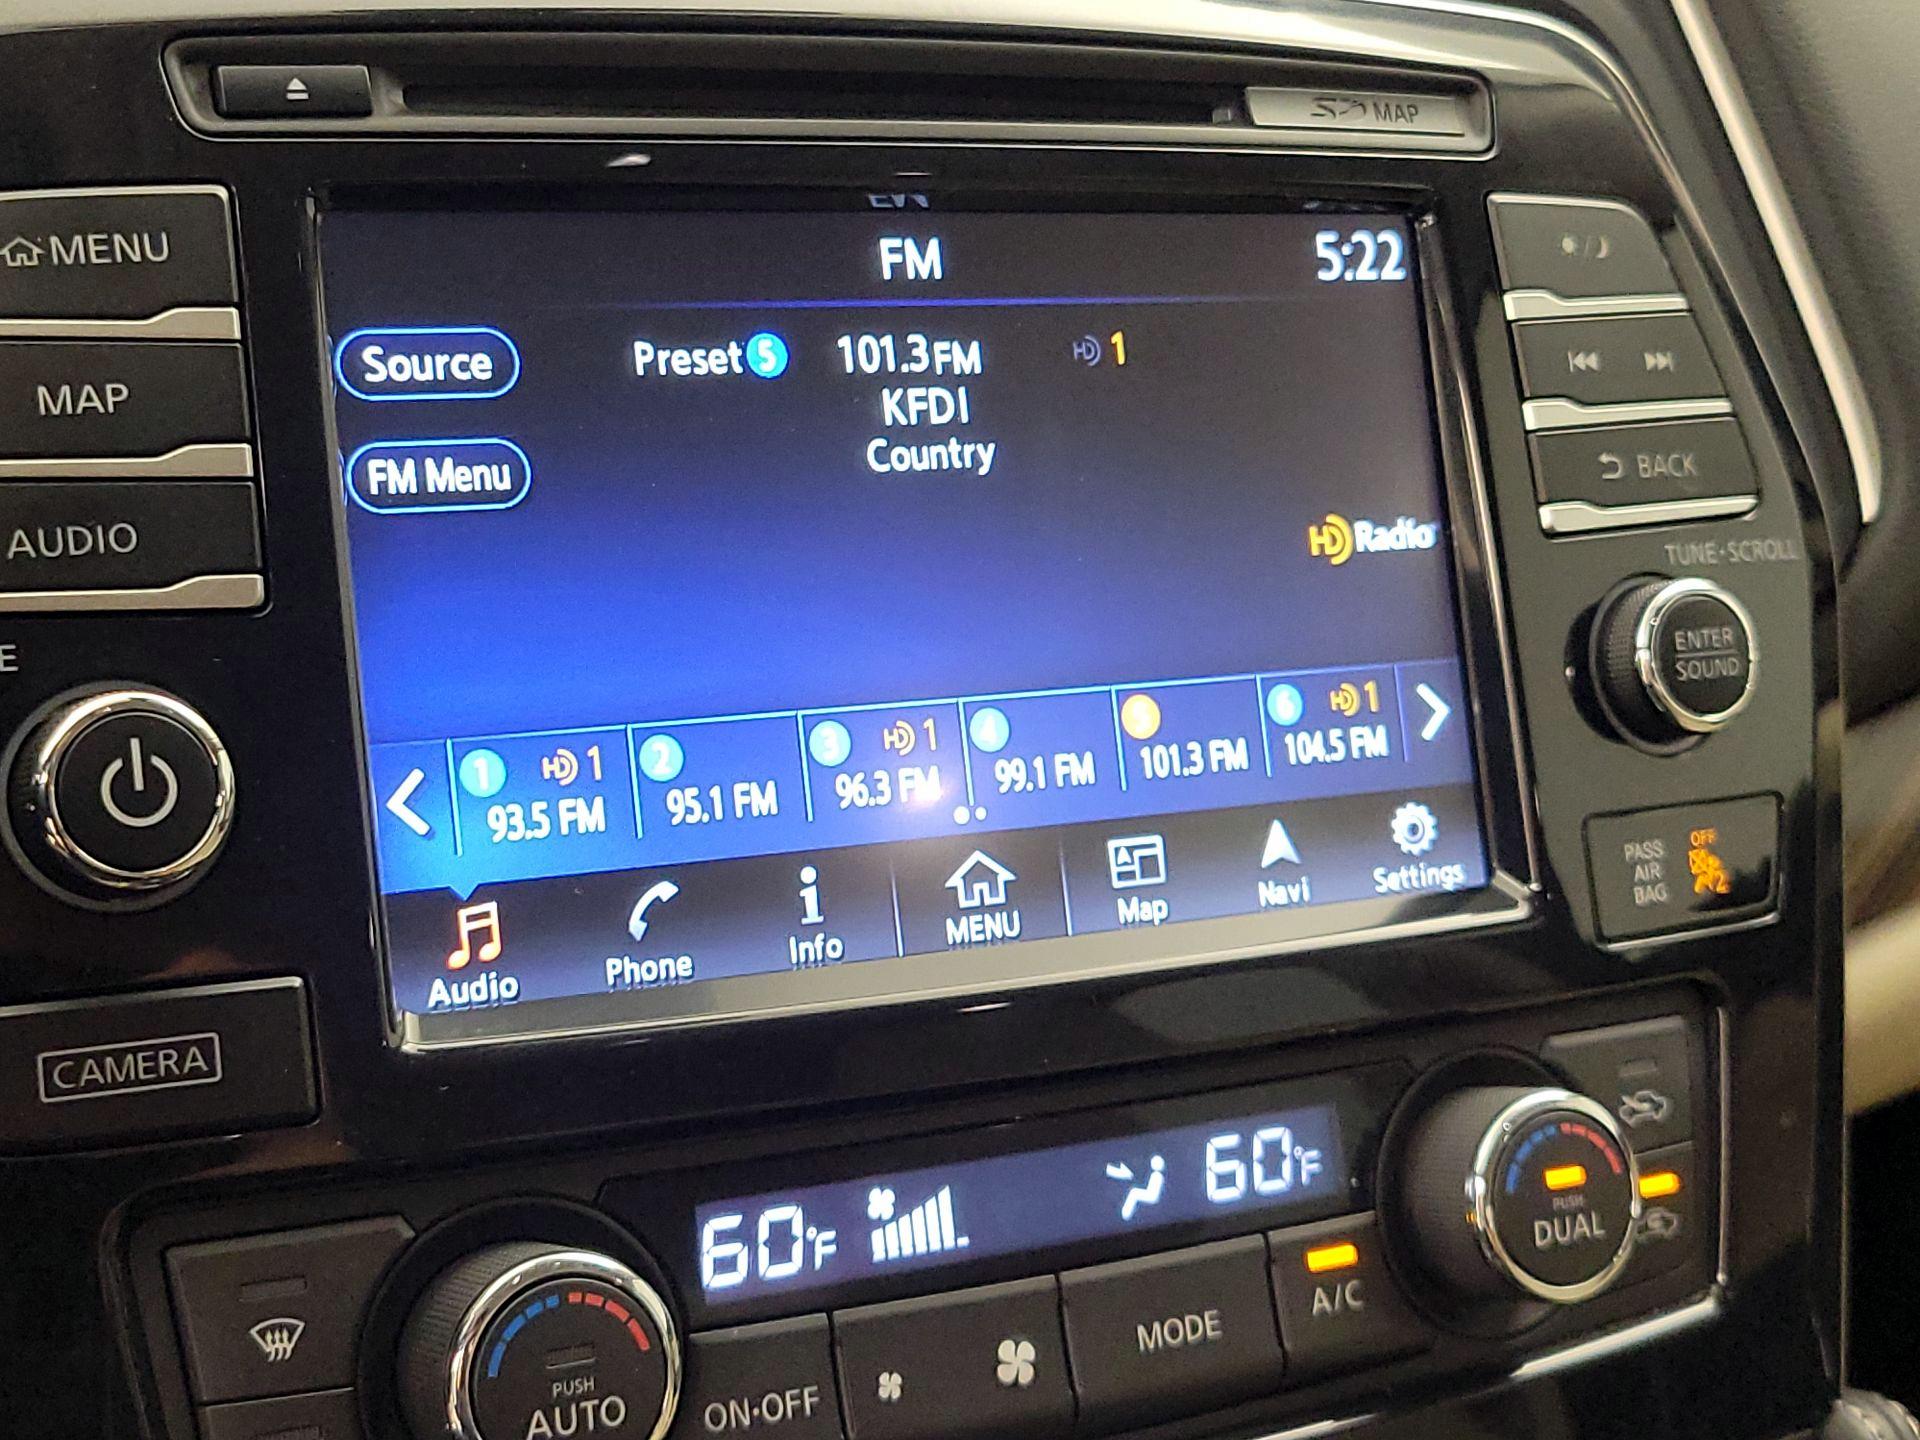 MAP
MENU
MAP
AUDIO
E
CAMERA
FM
5:22
Source
Preset 5
101.3 FM
HD 1
KFDI
Country
FM Menu
HD Radio
1 HD 1
93.5 FM
2
95.1 FM
3 HD 1
96.3 FM
4
99.1 FM
5
101.3 FM
6 HD 1
104.5 FM
Audio
Phone
Info
MENU
Map
Navi
Settings
BACK
TUNE·SCROLL
ENTER
SOUND
PASS
AIR
BAG
OFF
2
60°F
60°F
PUSH
AUTO
ON·OFF
MODE
A/C
PUSH
DUAL